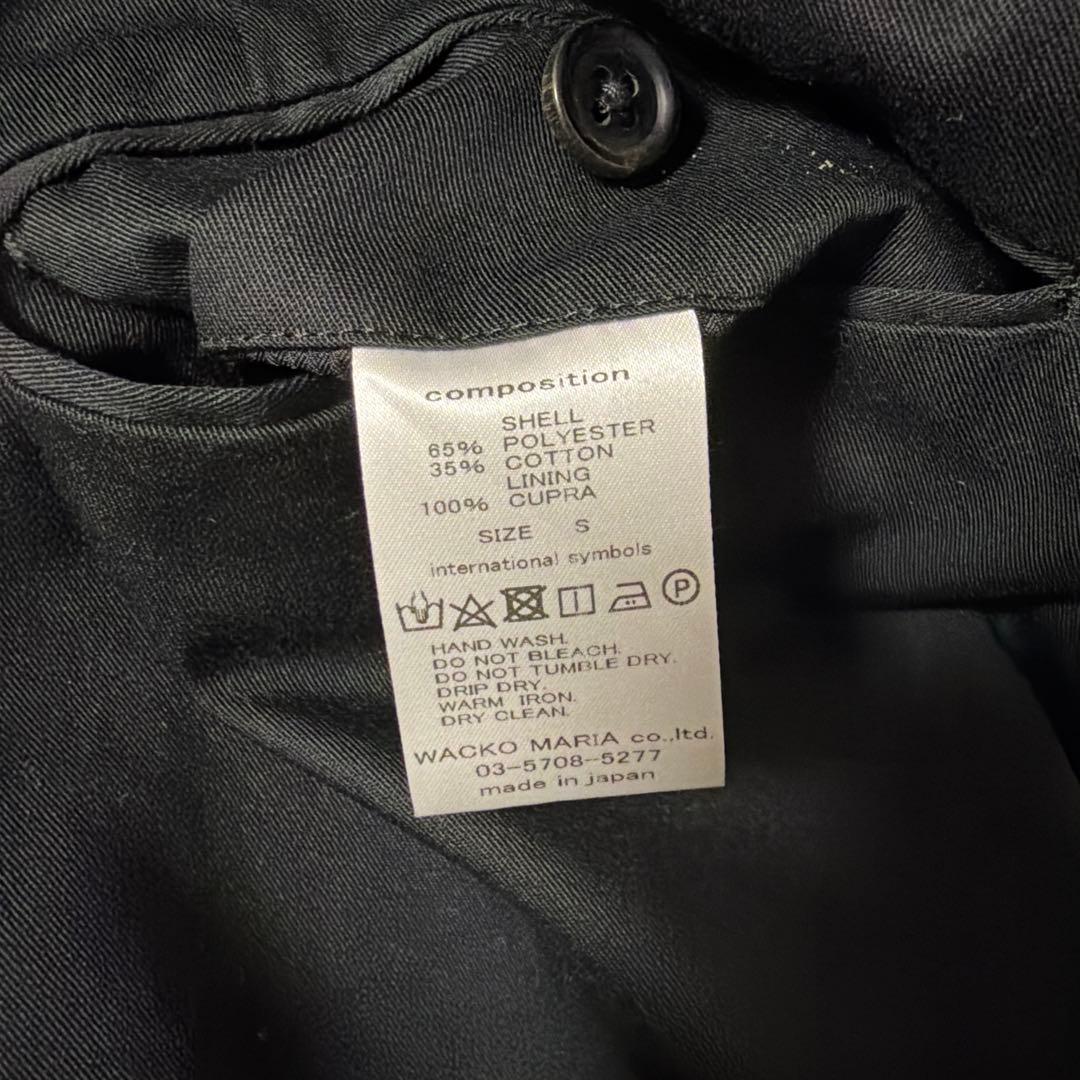 composition
SHELL
65% POLYESTER
35% COTTON
LINING
100% CUPRA
SIZE S
international symbols
P
HAND WASH.
DO NOT BLEACH.
DO NOT TUMBLE DRY.
DRIP DRY.
WARM IRON.
DRY CLEAN.
WACKO MARIA co.,ltd.
03-5708-5277
made in japan